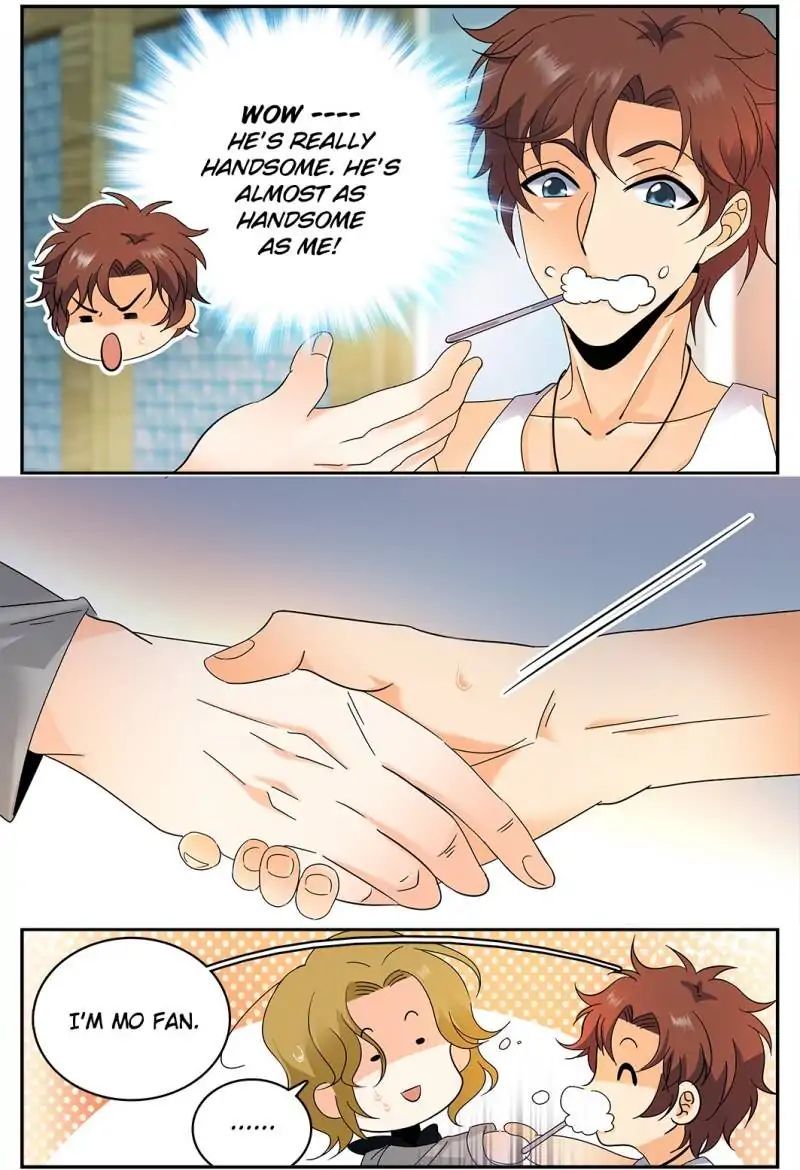 WOW ----
HE'S REALLY
HANDSOME. HE'S
ALMOST AS
HANDSOME
AS ME!
I'M MO FAN.
......